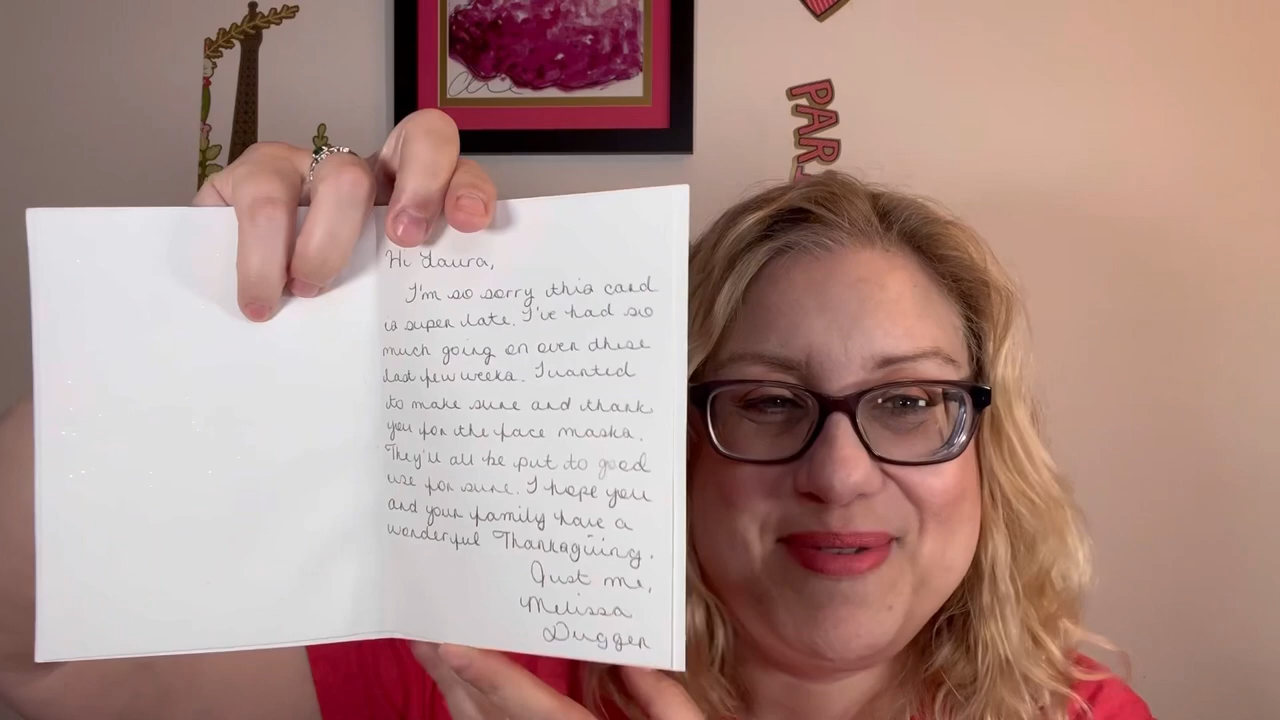 PAR
Hi Laura,
I'm so sorry this card
is super late. I've had so
much going on over these
last few weeks. I wanted
to make sure and thank
you for the face masks.
They'll all be put to good
use for sure. I hope you
and your family have a
wonderful Thanksgiving.
Just me,
Melissa
Duggen